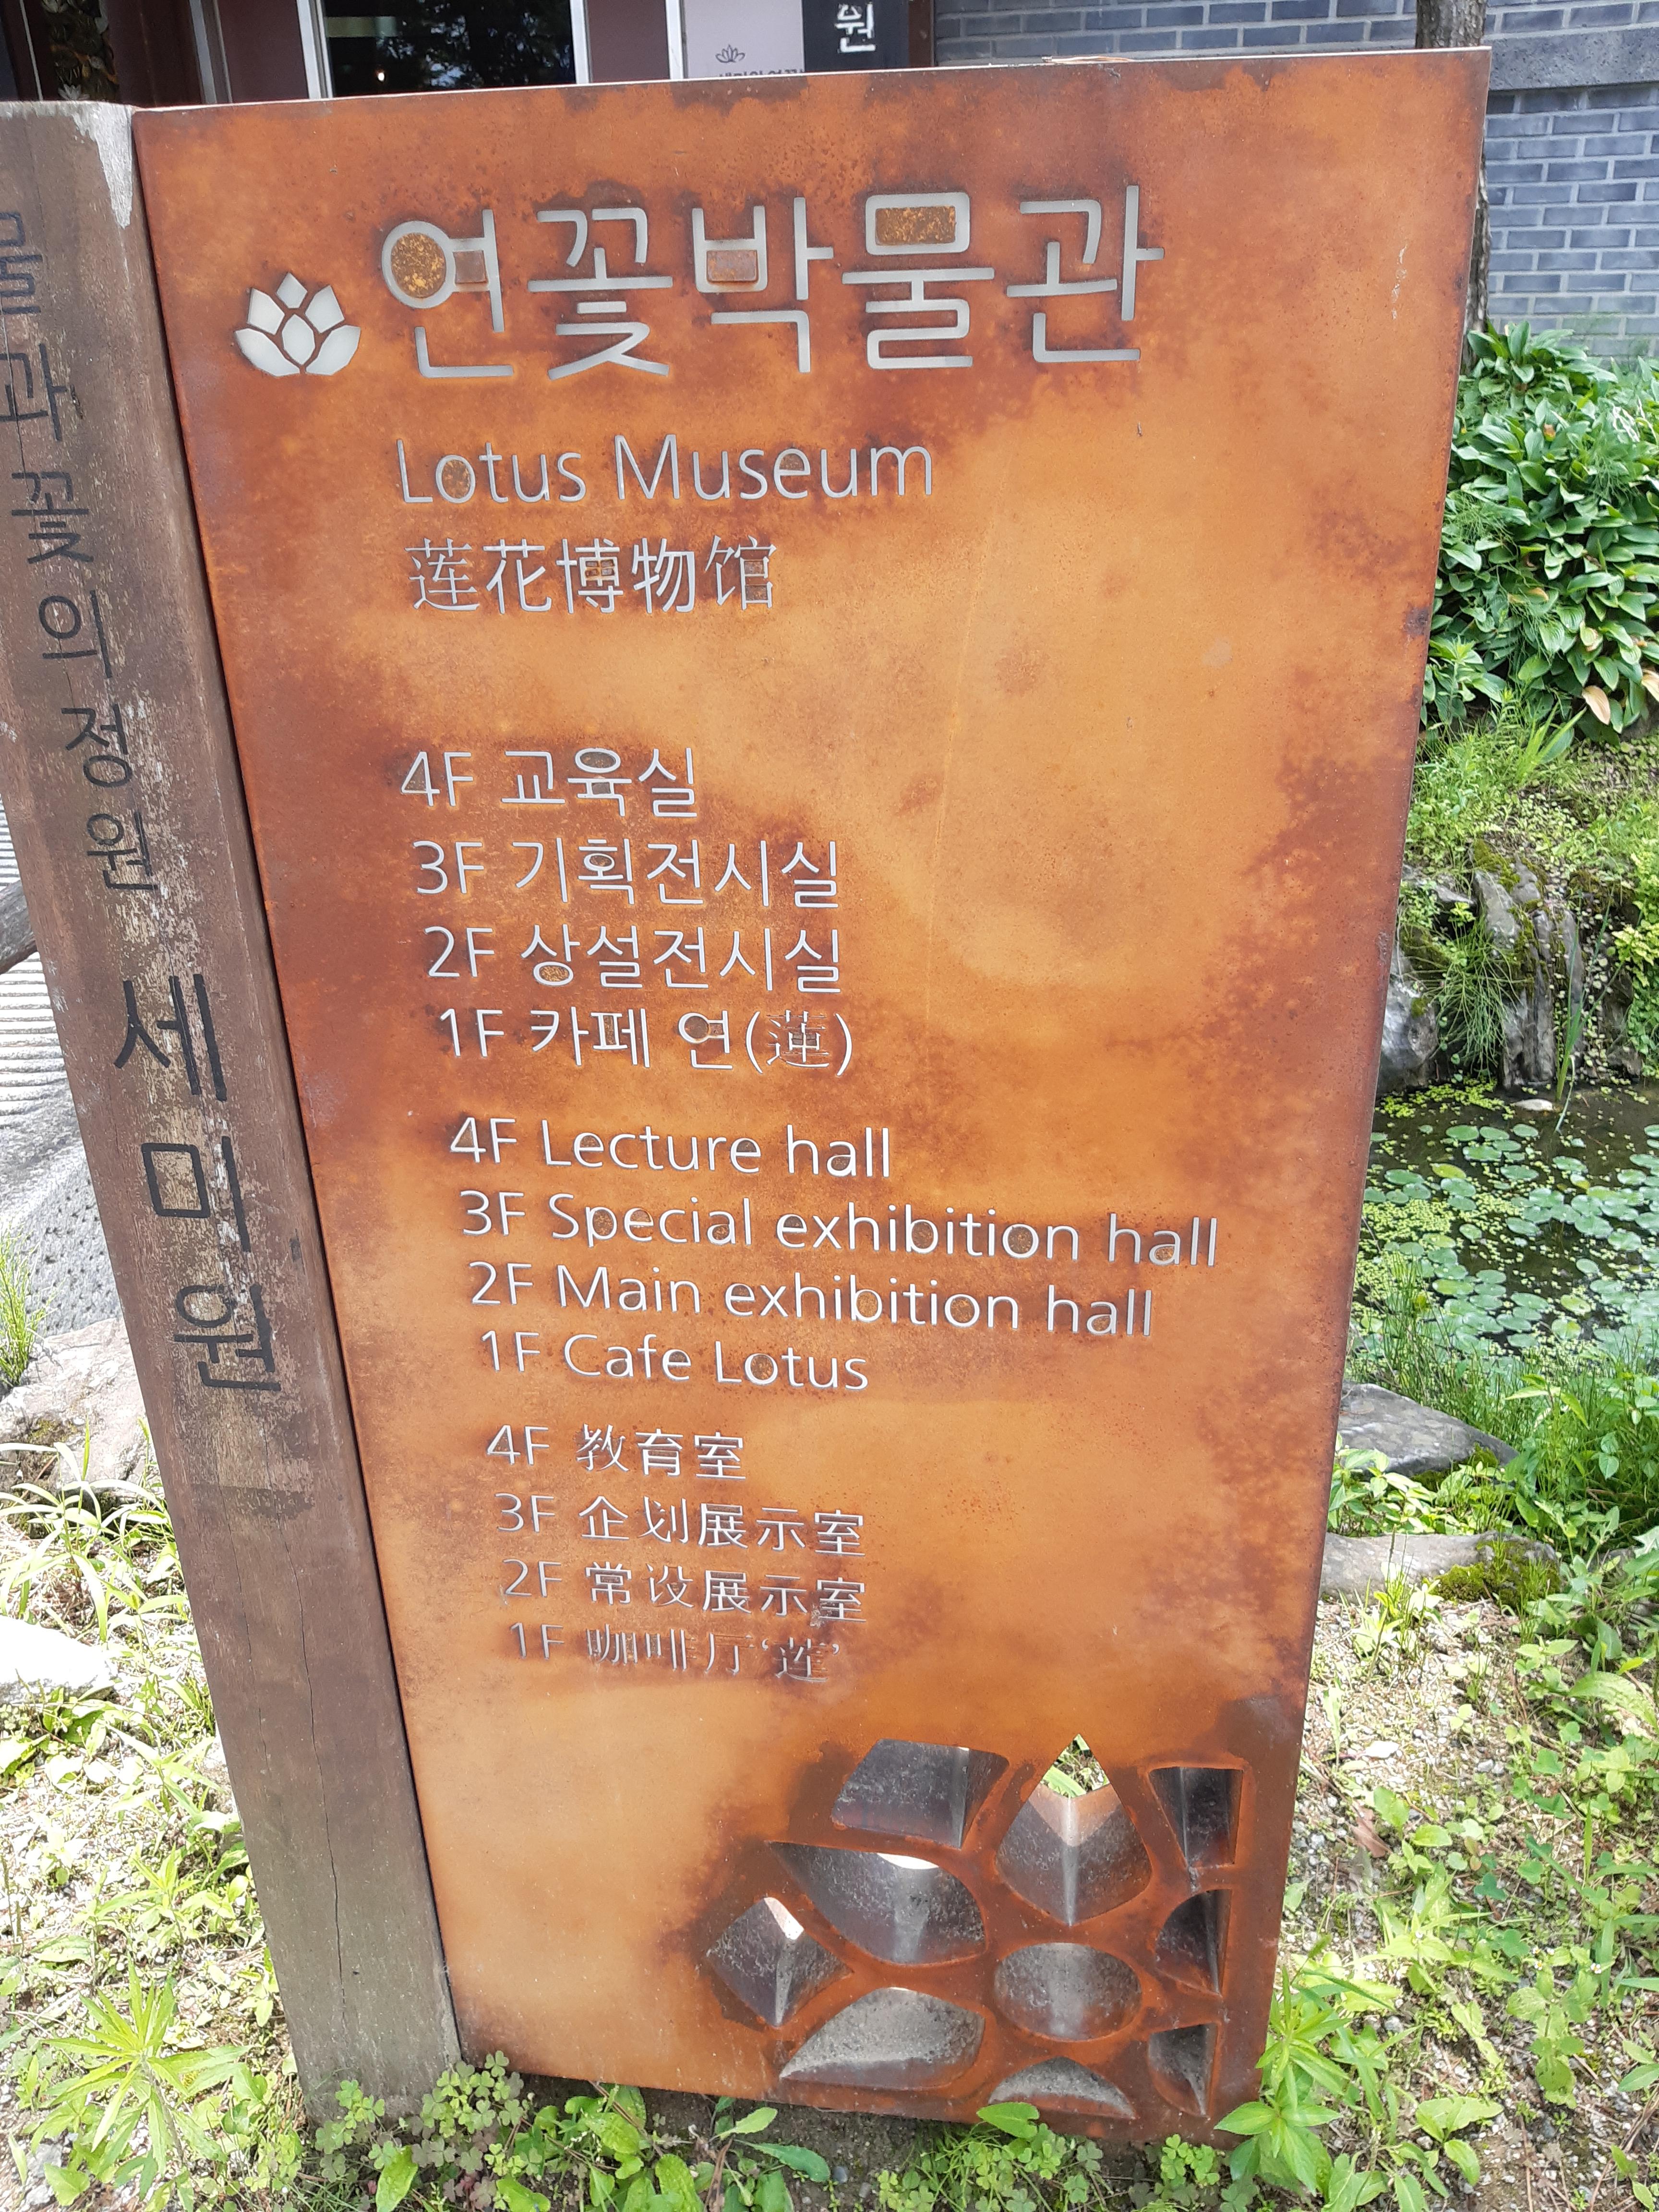 원
물과 꽃의 정원 세미원
연꽃박물관
Lotus Museum
莲花博物馆
4F 교육실
3F 기획전시실
2F 상설전시실
1F 카페 연(蓮)
4F Lecture hall
3F Special exhibition hall
2F Main exhibition hall
1F Cafe Lotus
4F 教育室
3F 企划展示室
2F 常设展示室
1F 咖啡厅‘莲’